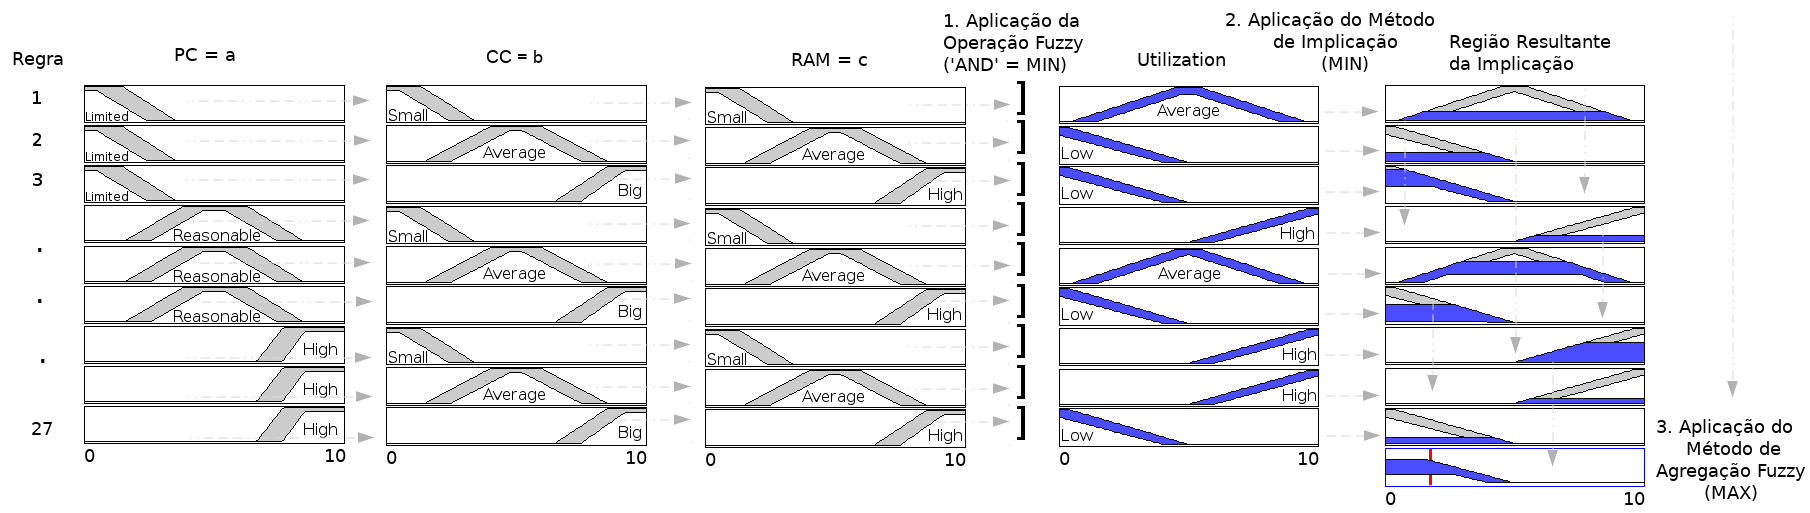 1. Aplicação da
Operação Fuzzy
('AND' = MIN)
2. Aplicação do Método
de Implicação
(MIN)
Região Resultante
da Implicação
Regra
PC = a
CC = b
RAM = c
Utilization
1
Limited
Small
Small
Average
2
Limited
Average
Average
Low
3
Limited
Big
High
Low
Reasonable
Small
Small
High
.
Reasonable
Average
Average
Average
.
Reasonable
Big
High
Low
.
High
Small
Small
High
High
Average
Average
High
27
High
Big
High
Low
0
10
0
10
0
10
0
10
3. Aplicação do
Método de
Agregação Fuzzy
(MAX)
0
10